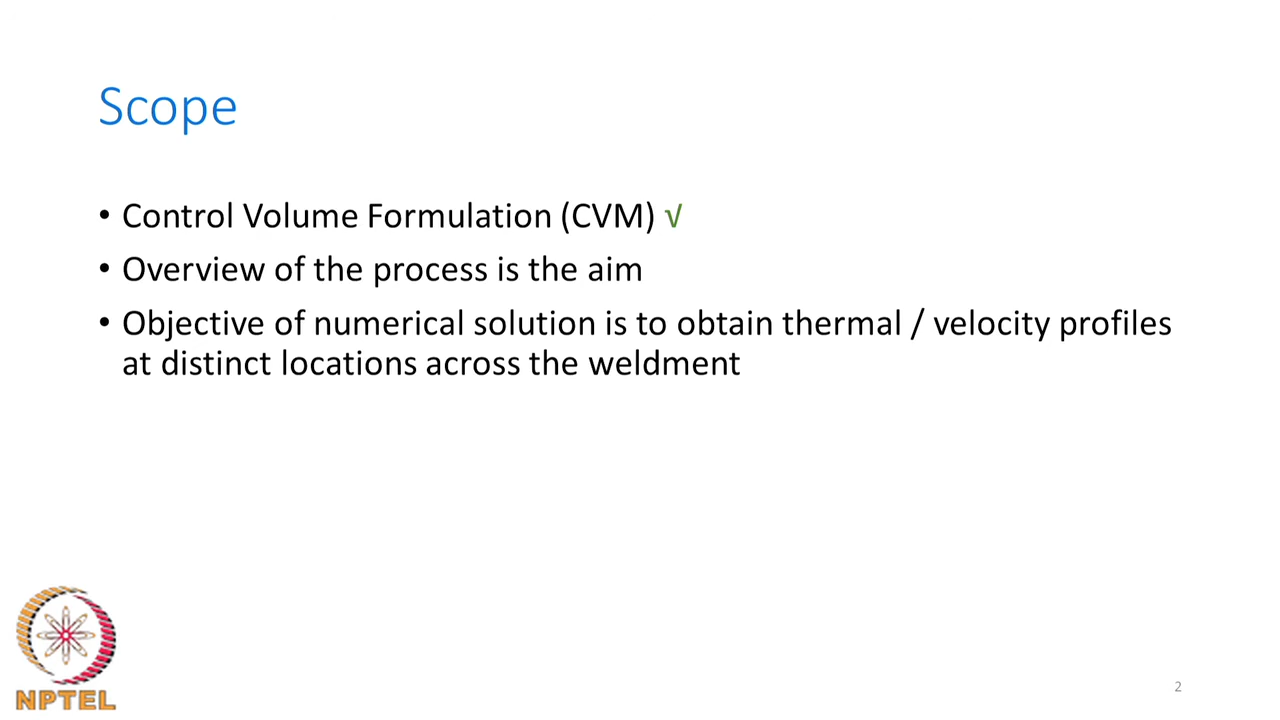 Scope
• Control Volume Formulation (CVM) √
• Overview of the process is the aim
• Objective of numerical solution is to obtain thermal / velocity profiles
at distinct locations across the weldment
NPTEL
2